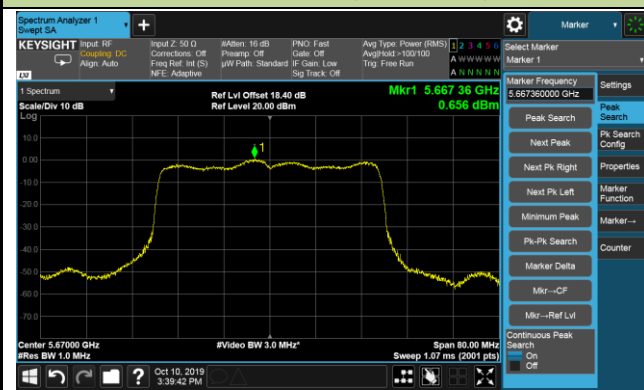 Spectrum Analyzer 1
Swept SA
Marker
KEYSIGHT
Input: RF
Coupling: DC
Align: Auto
Input Z: 50 Ω
Corrections: Off
Freq Ref: Int (S)
NFE: Adaptive
#Atten: 16 dB
Preamp: Off
µW Path: Standard
PNO: Fast
Gate: Off
IF Gain: Low
Sig Track: Off
Avg Type: Power (RMS)
Avg|Hold:>100/100
Trig: Free Run
1 2 3 4 5 6
A W W W W W
A N N N N N
Select Marker
Marker 1
1 Spectrum
Scale/Div 10 dB
Log
Ref Lvl Offset 18.40 dB
Ref Level 20.00 dBm
Mkr1 5.667 36 GHz
0.656 dBm
10.0
0.00
-10.0
-20.0
-30.0
-40.0
-50.0
-60.0
-70.0
1
Center 5.67000 GHz
#Res BW 1.0 MHz
#Video BW 3.0 MHz*
Span 80.00 MHz
Sweep 1.07 ms (2001 pts)
Marker Frequency
5.667360000 GHz
Peak Search
Next Peak
Next Pk Right
Next Pk Left
Minimum Peak
Pk-Pk Search
Marker Delta
Mkr→CF
Mkr→Ref Lvl
Continuous Peak
Search
On
Off
Settings
Peak
Search
Pk Search
Config
Properties
Marker
Function
Marker→
Counter
Oct 10, 2019
3:39:42 PM